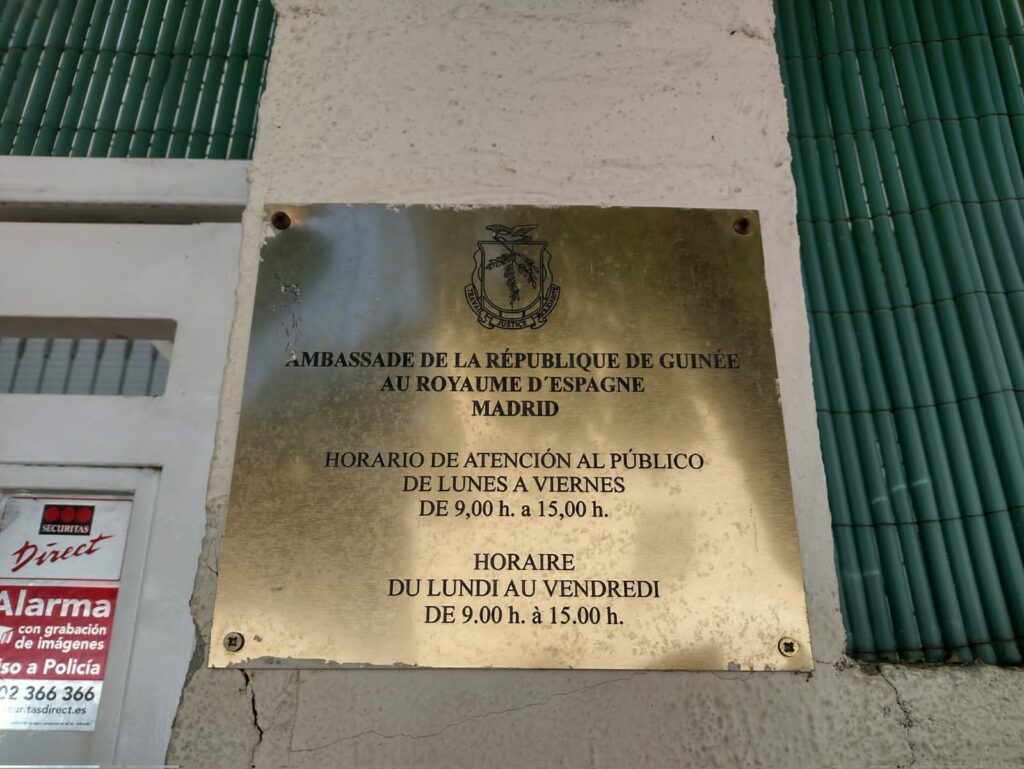 TRAVAIL JUSTICE SOLIDARITÉ
AMBASSADE DE LA RÉPUBLIQUE DE GUINÉE
AU ROYAUME D´ESPAGNE
MADRID
HORARIO DE ATENCIÓN AL PÚBLICO
DE LUNES A VIERNES
DE 9,00 h. a 15,00 h.
HORAIRE
DU LUNDI AU VENDREDI
DE 9.00 h. à 15.00 h.
SECURITAS
Direct
Alarma
con grabación
de imágenes
iso a Policía
02 366 366
curitasdirect.es